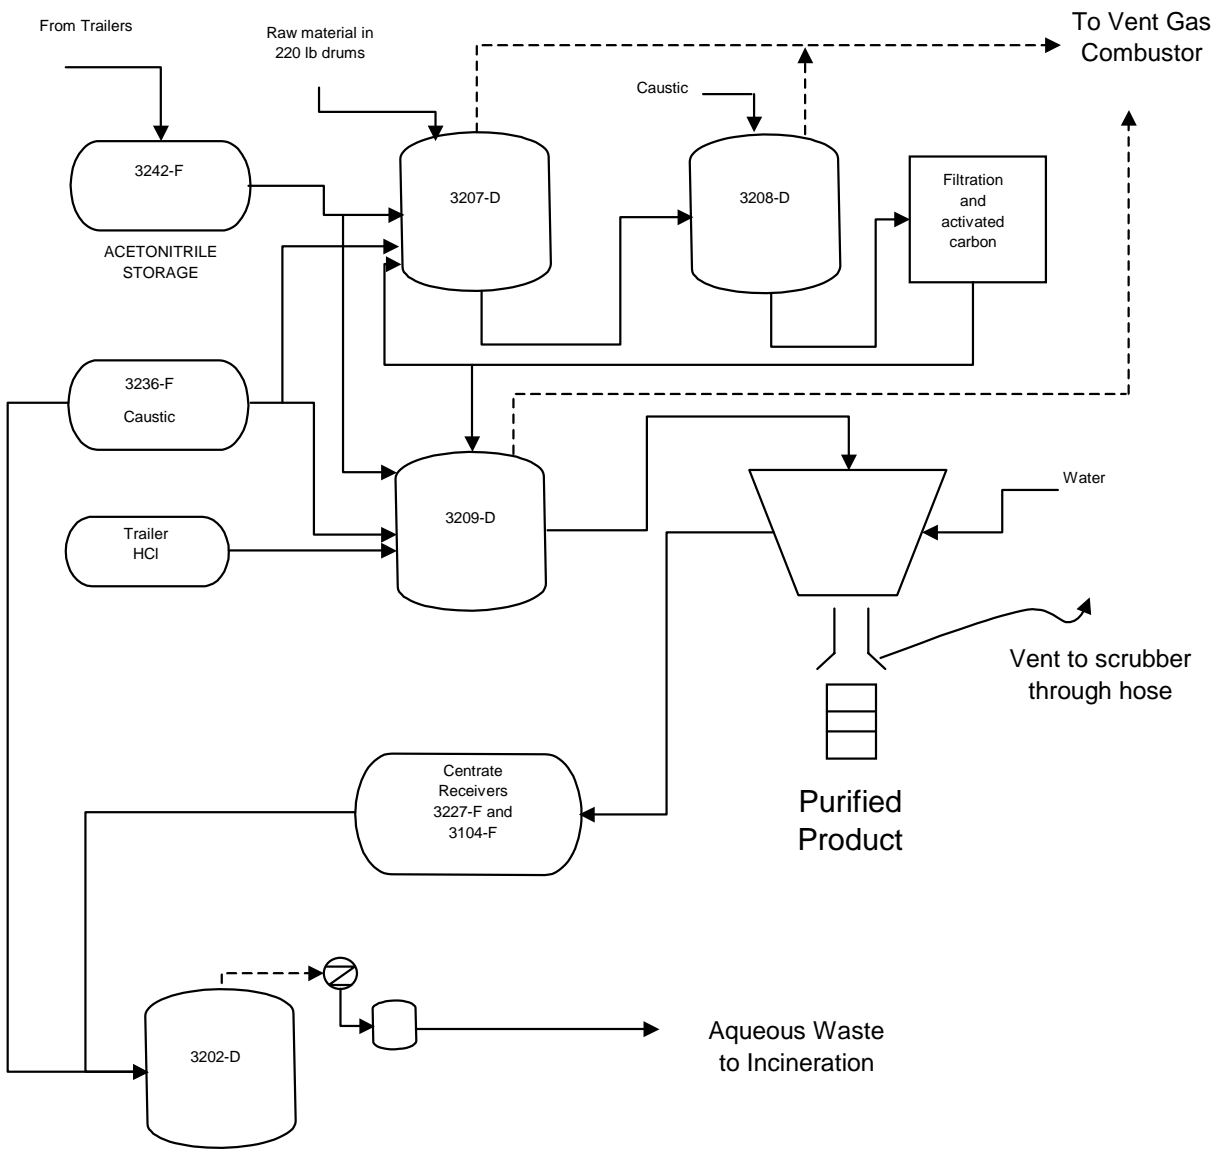 From Trailers
Raw material in
220 lb drums
To Vent Gas
Combustor
Caustic
3242-F
3207-D
3208-D
Filtration
and
activated
carbon
ACETONITRILE
STORAGE
3236-F
Caustic
Trailer
HCl
3209-D
Water
Vent to scrubber
through hose
Centrate
Receivers
3227-F and
3104-F
Purified
Product
3202-D
Aqueous Waste
to Incineration